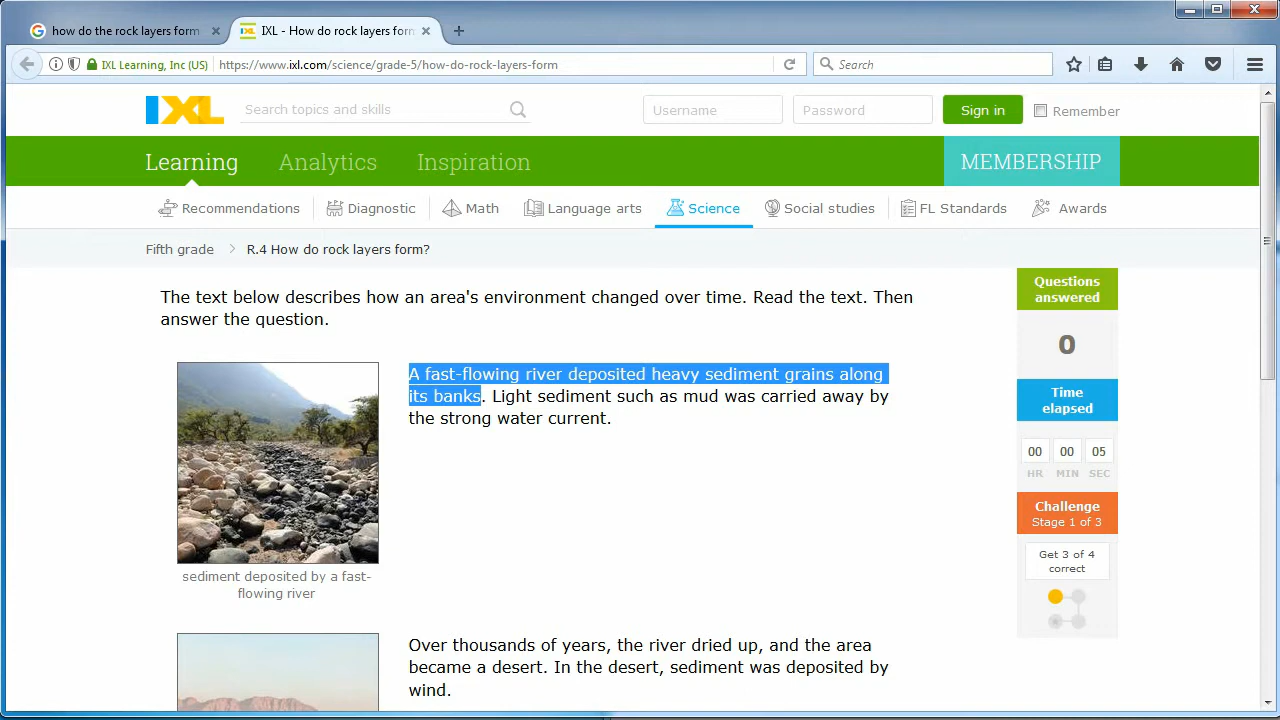 how do the rock layers form
IXL - How do rock layers form
IXL Learning, Inc (US)
https://www.ixl.com/science/grade-5/how-do-rock-layers-form
Search
IXL
Search topics and skills
Username
Password
Sign in
Remember
Learning
Analytics
Inspiration
MEMBERSHIP
Recommendations
Diagnostic
Math
Language arts
Science
Social studies
FL Standards
Awards
Fifth grade
R.4 How do rock layers form?
The text below describes how an area's environment changed over time. Read the text. Then
answer the question.
A fast-flowing river deposited heavy sediment grains along
its banks. Light sediment such as mud was carried away by
the strong water current.
sediment deposited by a fast-
flowing river
Over thousands of years, the river dried up, and the area
became a desert. In the desert, sediment was deposited by
wind.
Questions
answered
0
Time
elapsed
00 00 05
HR MIN SEC
Challenge
Stage 1 of 3
Get 3 of 4
correct